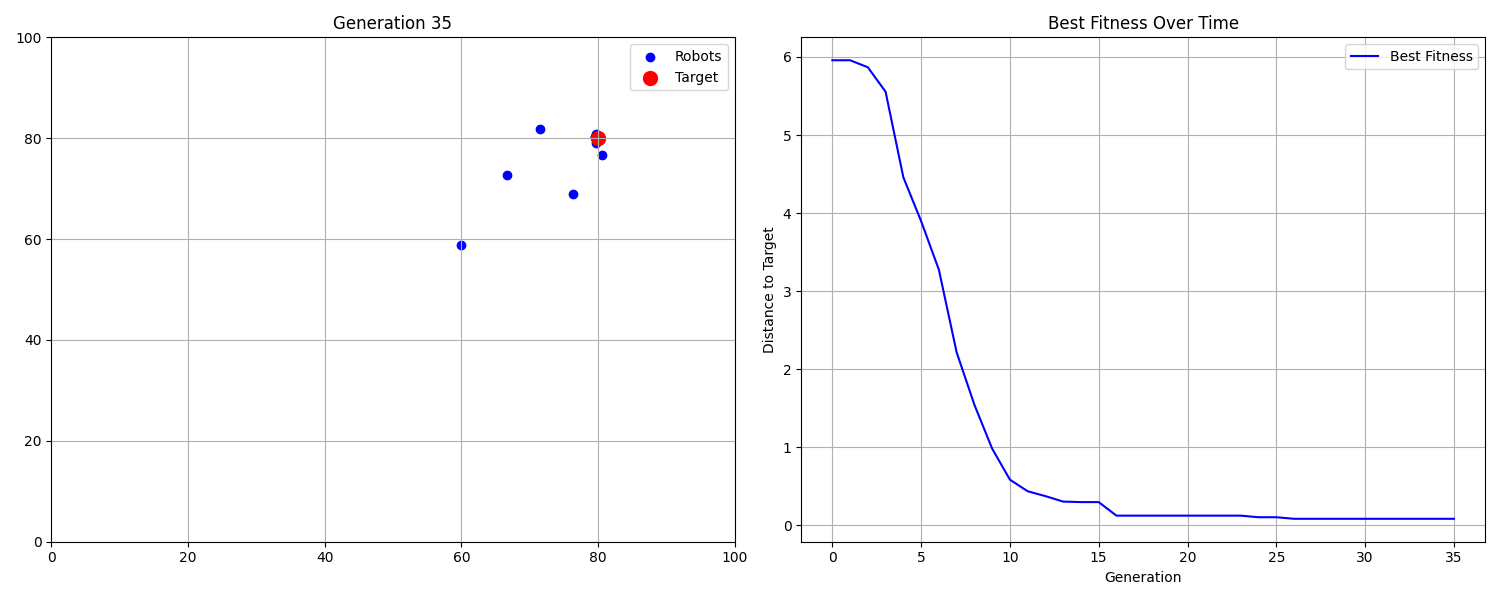 Generation 35
100
80
60
40
20
0
0 20 40 60 80 100
Robots
Target
Best Fitness Over Time
Distance to Target
6
5
4
3
2
1
0
0 5 10 15 20 25 30 35
Generation
Best Fitness